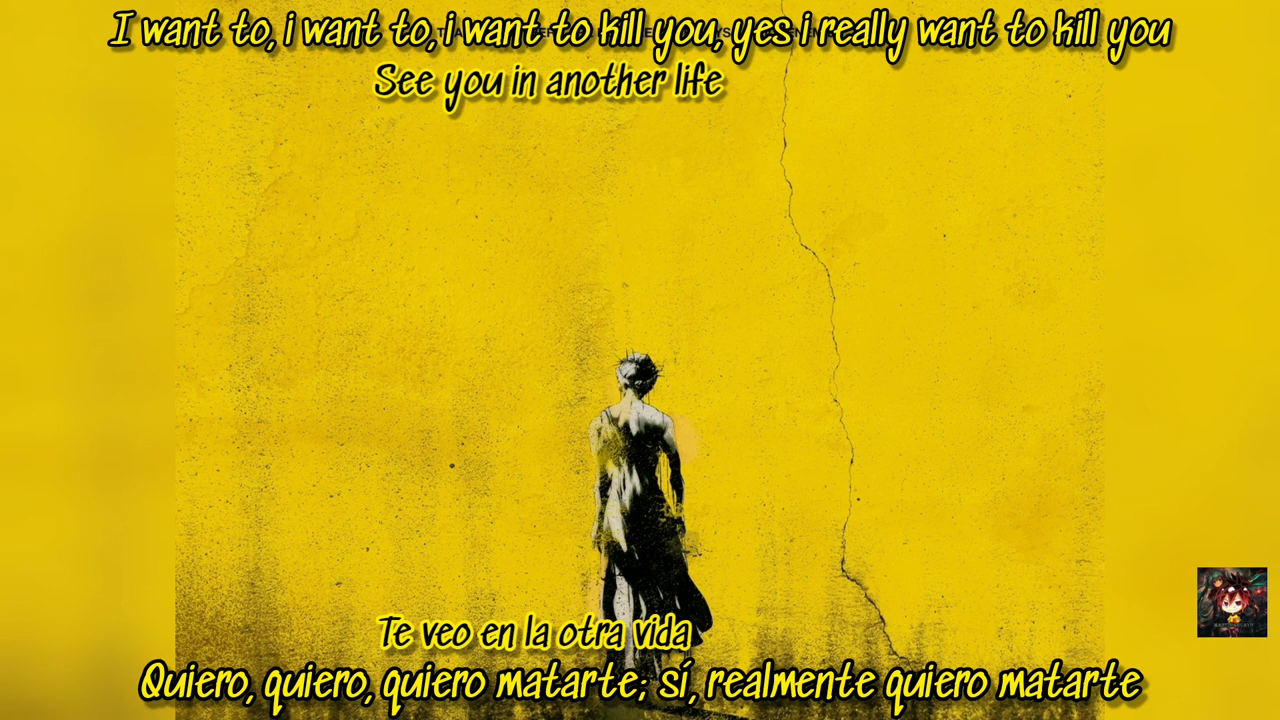 I want to, i want to, i want to kill you, yes i really want to kill you
See you in another life
Te veo en la otra vida
Quiero, quiero, quiero matarte; sí, realmente quiero matarte